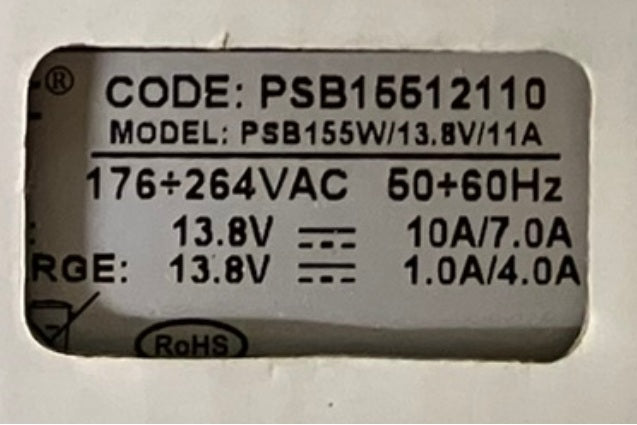 ®
CODE: PSB15512110
MODEL: PSB155W/13.8V/11A
176÷264VAC 50÷60Hz
: 13.8V ⎓ 10A/7.0A
RGE: 13.8V ⎓ 1.0A/4.0A
RoHS